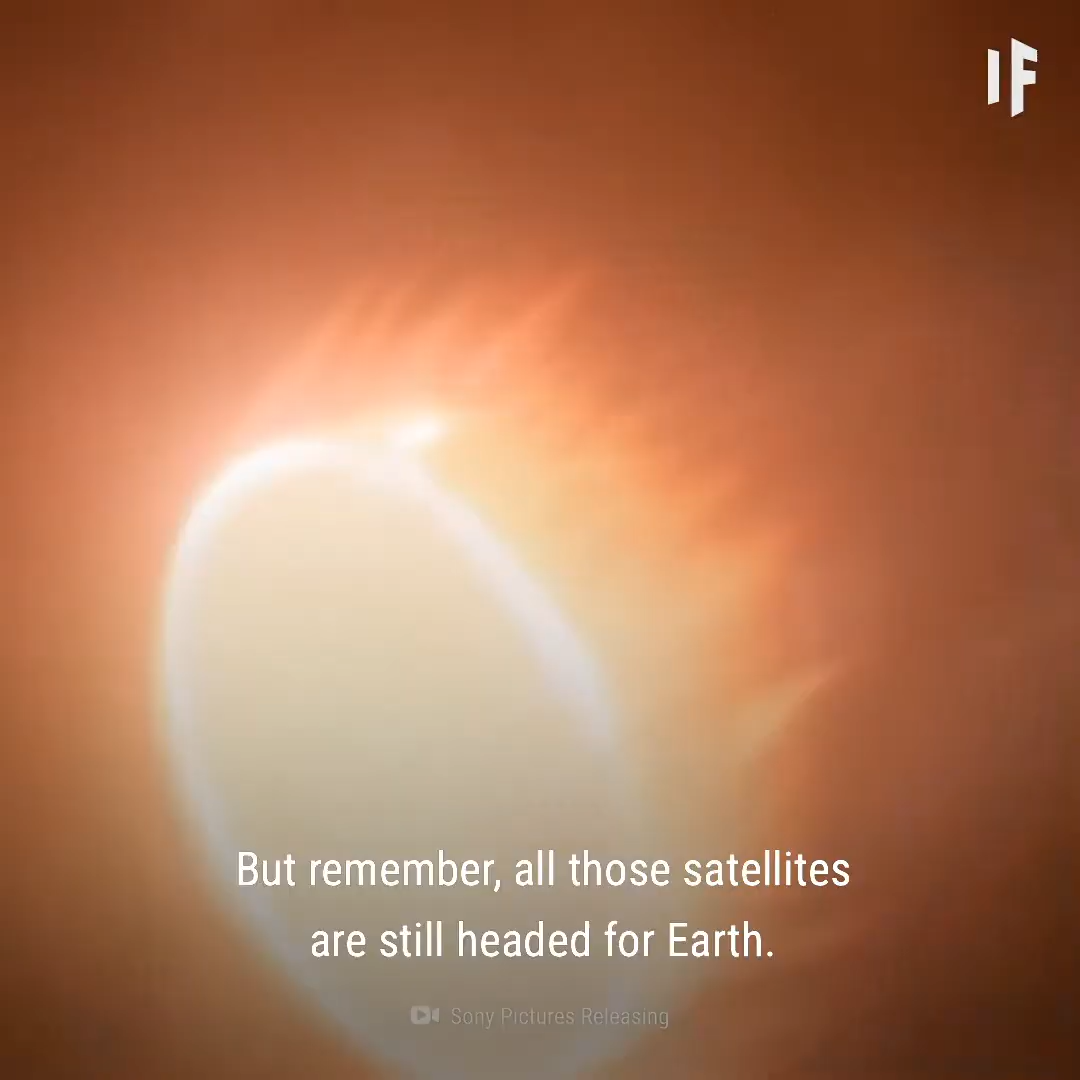 IF
But remember, all those satellites
are still headed for Earth.
Sony Pictures Releasing